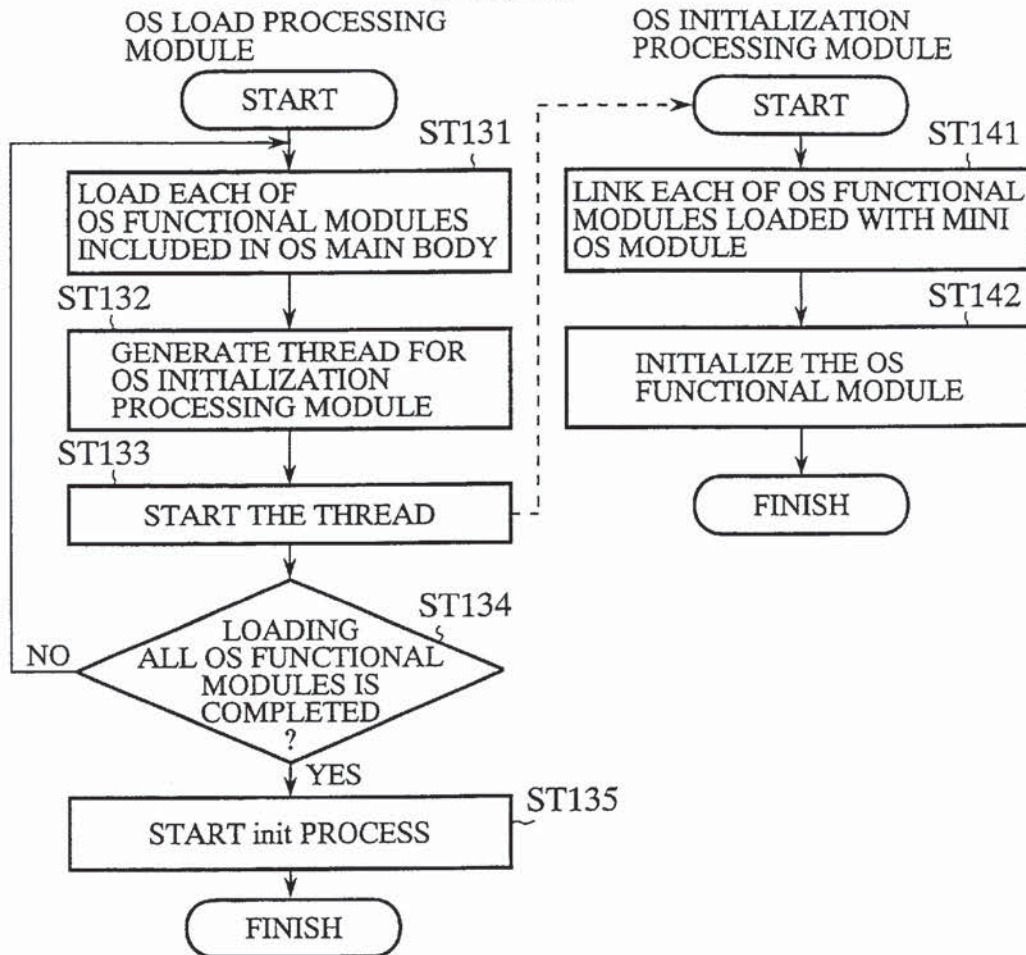 OS LOAD PROCESSING
MODULE
START
ST131
LOAD EACH OF
OS FUNCTIONAL MODULES
INCLUDED IN OS MAIN BODY
ST132
GENERATE THREAD FOR
OS INITIALIZATION
PROCESSING MODULE
ST133
START THE THREAD
ST134
LOADING
ALL OS FUNCTIONAL
MODULES IS
COMPLETED
?
NO
YES
ST135
START init PROCESS
FINISH
OS INITIALIZATION
PROCESSING MODULE
START
ST141
LINK EACH OF OS FUNCTIONAL
MODULES LOADED WITH MINI
OS MODULE
ST142
INITIALIZE THE OS
FUNCTIONAL MODULE
FINISH